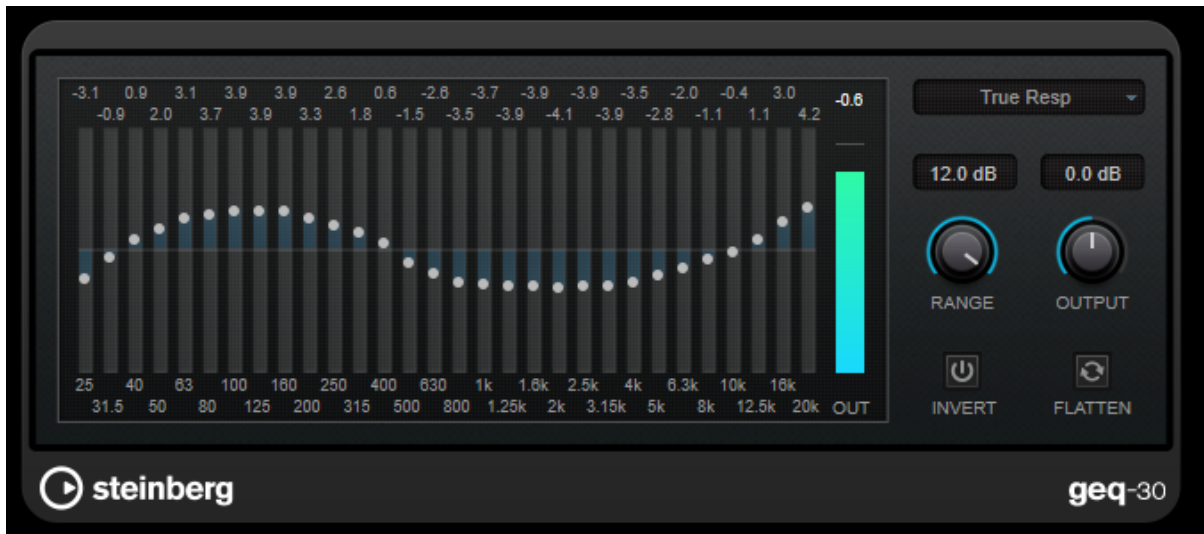 -3.1 0.9 3.1 3.9 3.9 2.6 0.6 -2.6 -3.7 -3.9 -3.9 -3.5 -2.0 -0.4 3.0
-0.9 2.0 3.7 3.9 3.3 1.8 -1.5 -3.5 -3.9 -4.1 -3.9 -2.8 -1.1 1.1 4.2
-0.6
True Resp
12.0 dB 0.0 dB
RANGE OUTPUT
25 40 63 100 160 250 400 630 1k 1.6k 2.5k 4k 6.3k 10k 16k
31.5 50 80 125 200 315 500 800 1.25k 2k 3.15k 5k 8k 12.5k 20k OUT
INVERT FLATTEN
steinberg
geq-30